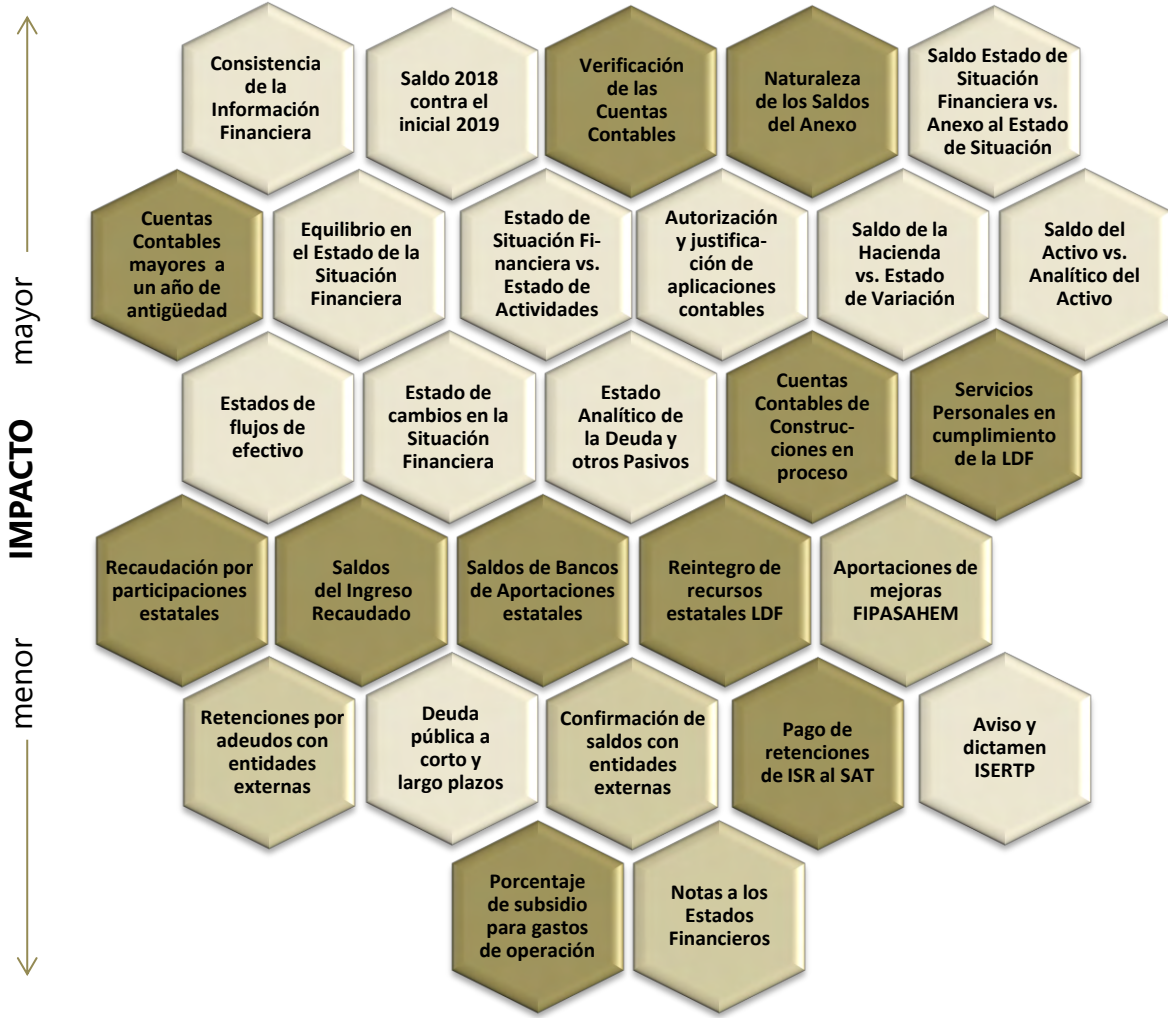 Consistencia
de la
Información
Financiera
Saldo 2018
contra el
inicial 2019
Verificación
de las
Cuentas
Contables
Naturaleza
de los Saldos
del Anexo
Saldo Estado de
Situación
Financiera vs.
Anexo al Estado
de Situación
Cuentas
Contables
mayores a
un año de
antigüedad
Equilibrio en
el Estado de la
Situación
Financiera
Estado de
Situación Fi-
nanciera vs.
Estado de
Actividades
Autorización
y justifica-
ción de
aplicaciones
contables
Saldo de la
Hacienda
vs. Estado
de Variación
Saldo del
Activo vs.
Analítico del
Activo
mayor
IMPACTO
menor
Estados de
flujos de
efectivo
Estado de
cambios en la
Situación
Financiera
Estado
Analítico de
la Deuda y
otros Pasivos
Cuentas
Contables de
Construc-
ciones en
proceso
Servicios
Personales en
cumplimiento
de la LDF
Recaudación por
participaciones
estatales
Saldos
del Ingreso
Recaudado
Saldos de Bancos
de Aportaciones
estatales
Reintegro de
recursos
estatales LDF
Aportaciones de
mejoras
FIPASAHEM
Retenciones por
adeudos con
entidades
externas
Deuda
pública a
corto y
largo plazos
Confirmación de
saldos con
entidades
externas
Pago de
retenciones
de ISR al SAT
Aviso y
dictamen
ISERTP
Porcentaje
de subsidio
para gastos
de operación
Notas a los
Estados
Financieros